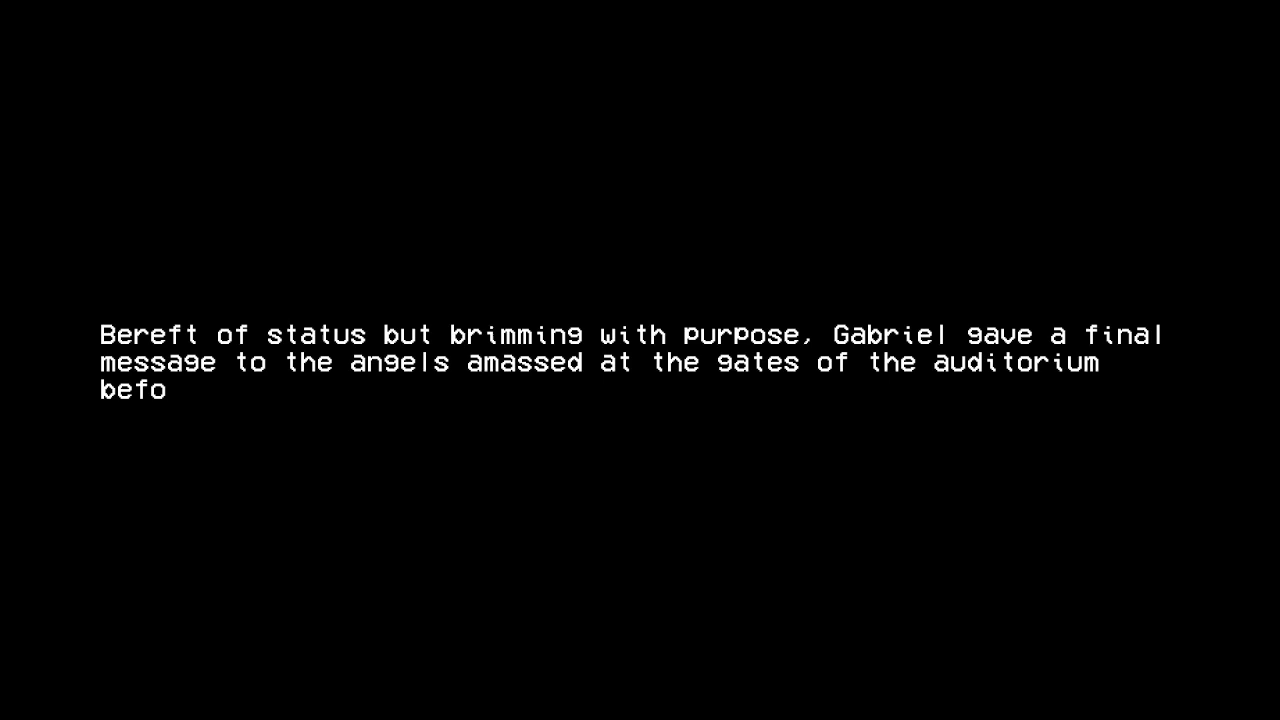 Bereft of status but brimming with purpose, Gabriel gave a final
message to the angels amassed at the gates of the auditorium
befo